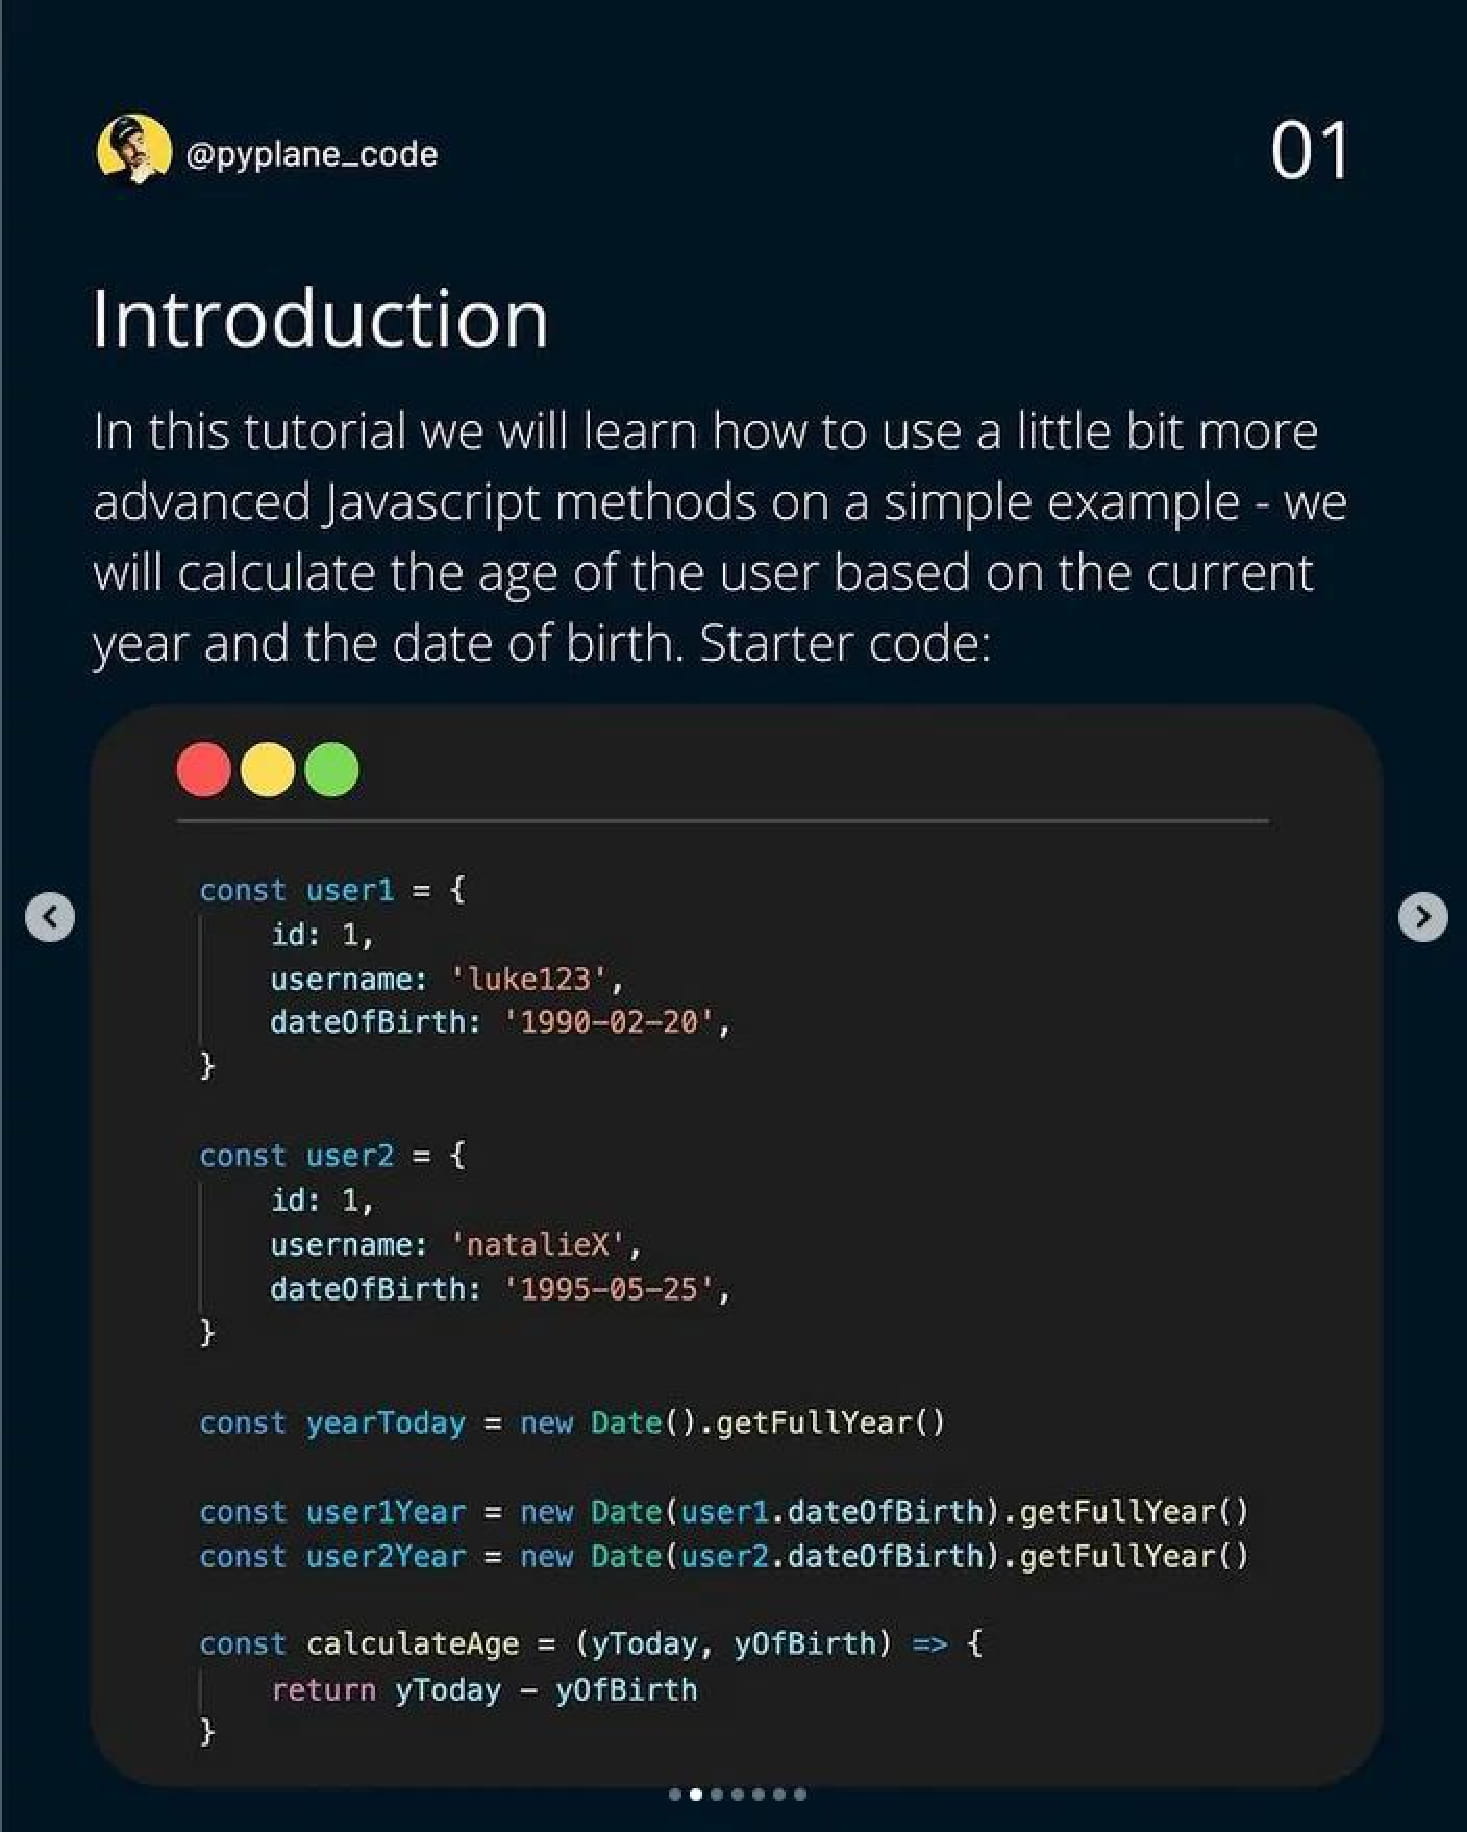 @pyplane_code
01
Introduction
In this tutorial we will learn how to use a little bit more
advanced Javascript methods on a simple example - we
will calculate the age of the user based on the current
year and the date of birth. Starter code:
const user1 = {
    id: 1,
    username: 'luke123',
    dateOfBirth: '1990-02-20',
}
const user2 = {
    id: 1,
    username: 'natalieX',
    dateOfBirth: '1995-05-25',
}
const yearToday = new Date().getFullYear()
const user1Year = new Date(user1.dateOfBirth).getFullYear()
const user2Year = new Date(user2.dateOfBirth).getFullYear()
const calculateAge = (yToday, yOfBirth) => {
    return yToday - yOfBirth
}